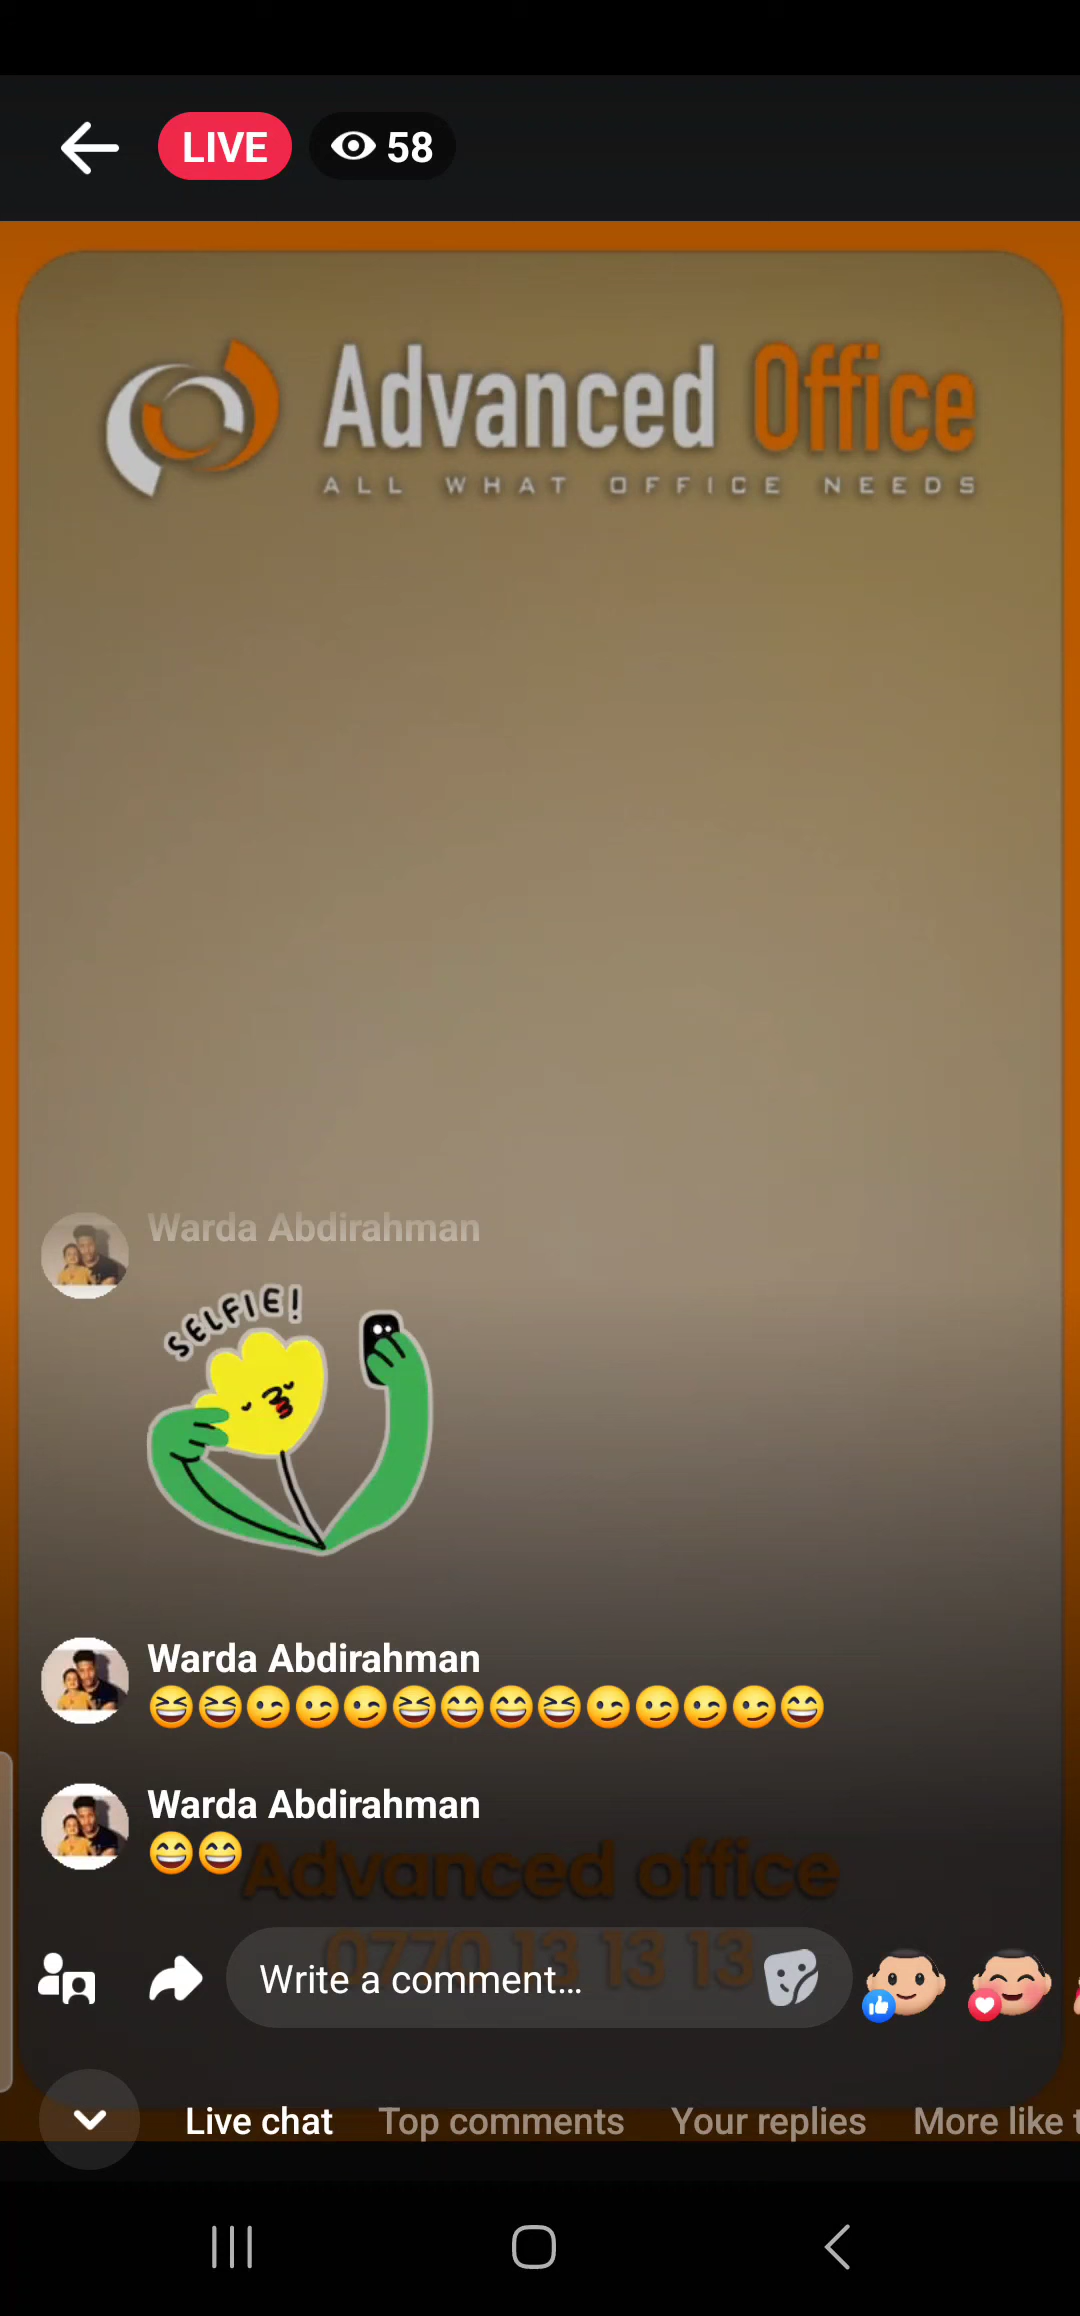 LIVE 58
Advanced Office
ALL WHAT OFFICE NEEDS
Warda Abdirahman
SELFIE!
Warda Abdirahman
😆😆😉😉😉😆😄😄😆😉😉😉😉😄
Warda Abdirahman
😄😄
Advanced office
0770 13 13 13
Write a comment...
Live chat Top comments Your replies More like t